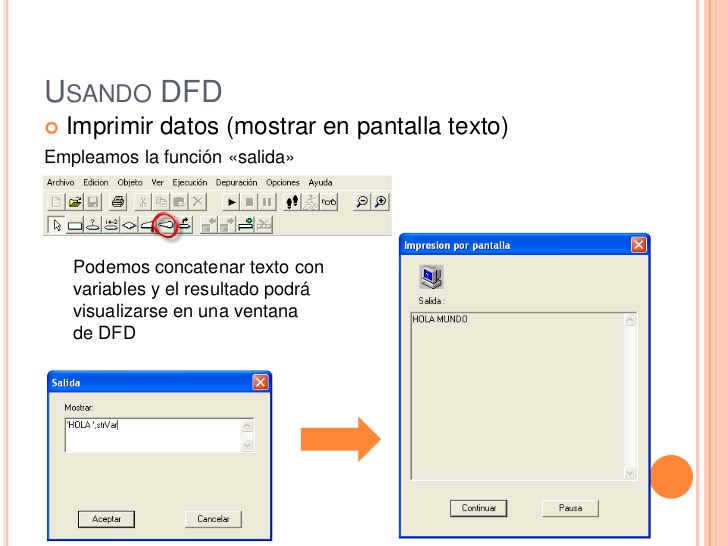 USANDO DFD
Imprimir datos (mostrar en pantalla texto)
Empleamos la función «salida»
Archivo Edicion Objeto Ver Ejecución Depuración Opciones Ayuda
Podemos concatenar texto con
variables y el resultado podrá
visualizarse en una ventana
de DFD
Salida
Mostrar:
'HOLA ',strVar
Aceptar Cancelar
Impresion por pantalla
Salida :
HOLA MUNDO
Continuar Pausa